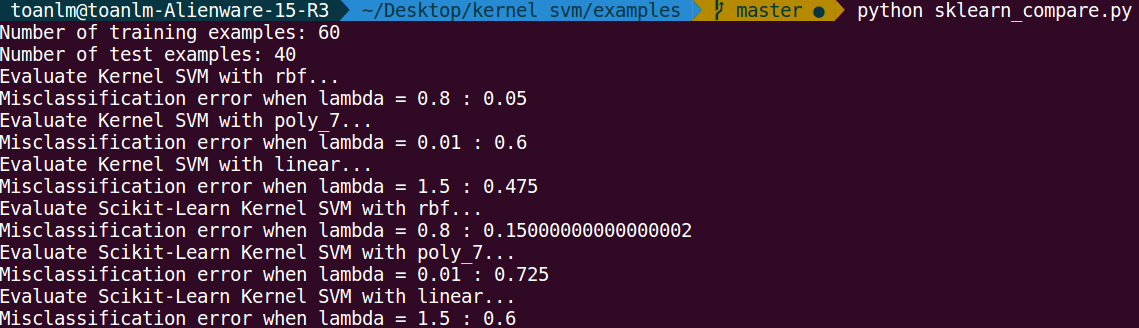 toanlm@toanlm-Alienware-15-R3 ~/Desktop/kernel svm/examples master ● python sklearn_compare.py
Number of training examples: 60
Number of test examples: 40
Evaluate Kernel SVM with rbf...
Misclassification error when lambda = 0.8 : 0.05
Evaluate Kernel SVM with poly_7...
Misclassification error when lambda = 0.01 : 0.6
Evaluate Kernel SVM with linear...
Misclassification error when lambda = 1.5 : 0.475
Evaluate Scikit-Learn Kernel SVM with rbf...
Misclassification error when lambda = 0.8 : 0.15000000000000002
Evaluate Scikit-Learn Kernel SVM with poly_7...
Misclassification error when lambda = 0.01 : 0.725
Evaluate Scikit-Learn Kernel SVM with linear...
Misclassification error when lambda = 1.5 : 0.6